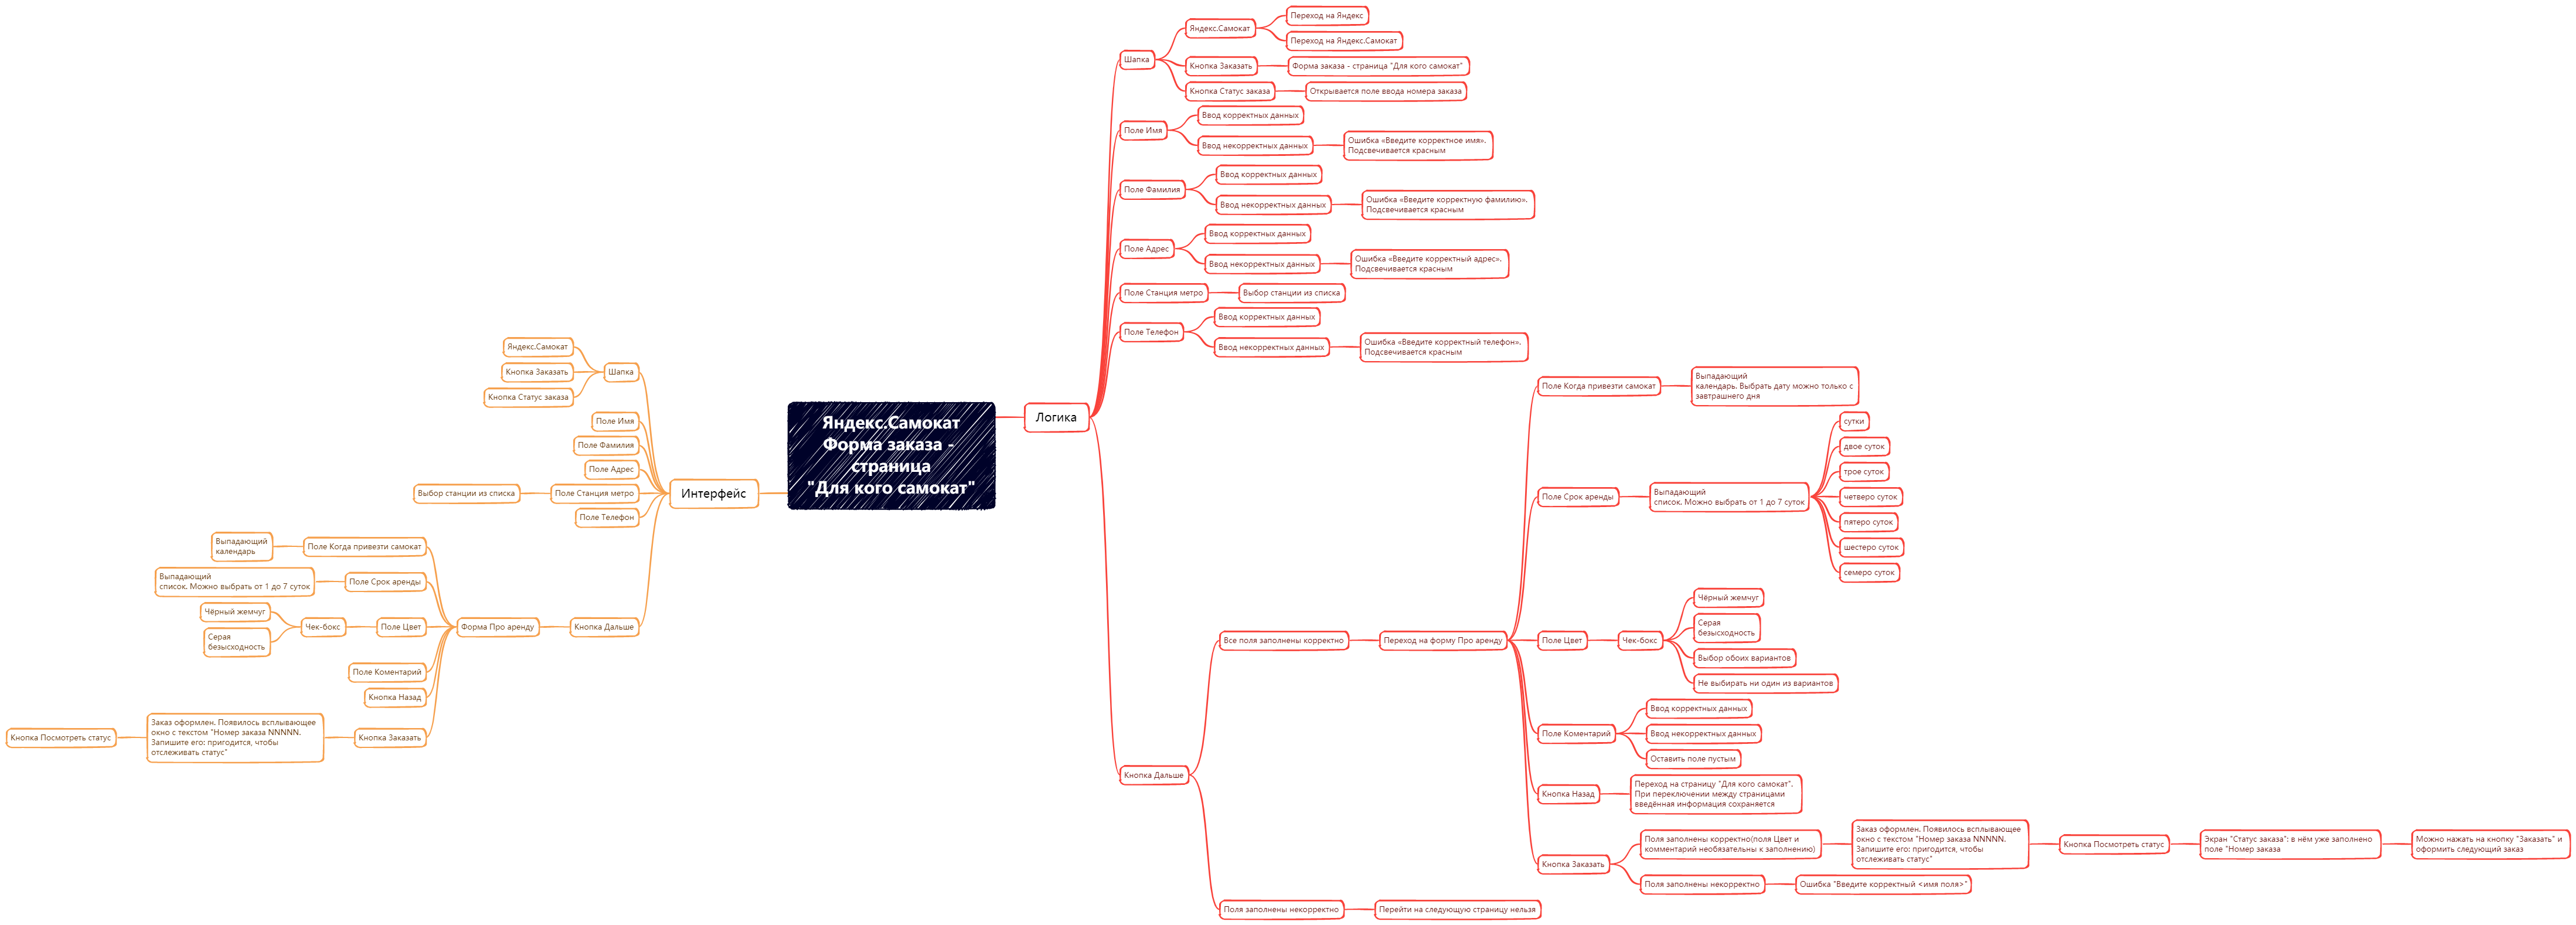 Яндекс.Самокат
Форма заказа -
страница
"Для кого самокат"
Интерфейс
Шапка
Яндекс.Самокат
Кнопка Заказать
Кнопка Статус заказа
Поле Имя
Поле Фамилия
Поле Адрес
Поле Станция метро
Выбор станции из списка
Поле Телефон
Кнопка Дальше
Форма Про аренду
Поле Когда привезти самокат
Выпадающий
календарь
Поле Срок аренды
Выпадающий
список. Можно выбрать от 1 до 7 суток
Поле Цвет
Чек-бокс
Чёрный жемчуг
Серая
безысходность
Поле Коментарий
Кнопка Назад
Кнопка Заказать
Заказ оформлен. Появилось всплывающее
окно с текстом "Номер заказа NNNNN.
Запишите его: пригодится, чтобы
отслеживать статус"
Кнопка Посмотреть статус
Логика
Шапка
Яндекс.Самокат
Переход на Яндекс
Переход на Яндекс.Самокат
Кнопка Заказать
Форма заказа - страница "Для кого самокат"
Кнопка Статус заказа
Открывается поле ввода номера заказа
Поле Имя
Ввод корректных данных
Ввод некорректных данных
Ошибка «Введите корректное имя».
Подсвечивается красным
Поле Фамилия
Ввод корректных данных
Ввод некорректных данных
Ошибка «Введите корректную фамилию».
Подсвечивается красным
Поле Адрес
Ввод корректных данных
Ввод некорректных данных
Ошибка «Введите корректный адрес».
Подсвечивается красным
Поле Станция метро
Выбор станции из списка
Поле Телефон
Ввод корректных данных
Ввод некорректных данных
Ошибка «Введите корректный телефон».
Подсвечивается красным
Кнопка Дальше
Все поля заполнены корректно
Переход на форму Про аренду
Поле Когда привезти самокат
Выпадающий
календарь. Выбрать дату можно только с
завтрашнего дня
Поле Срок аренды
Выпадающий
список. Можно выбрать от 1 до 7 суток
сутки
двое суток
трое суток
четверо суток
пятеро суток
шестеро суток
семеро суток
Поле Цвет
Чек-бокс
Чёрный жемчуг
Серая
безысходность
Выбор обоих вариантов
Не выбирать ни один из вариантов
Поле Коментарий
Ввод корректных данных
Ввод некорректных данных
Оставить поле пустым
Кнопка Назад
Переход на страницу "Для кого самокат".
При переключении между страницами
введённая информация сохраняется
Кнопка Заказать
Поля заполнены корректно(поля Цвет и
комментарий необязательны к заполнению)
Заказ оформлен. Появилось всплывающее
окно с текстом "Номер заказа NNNNN.
Запишите его: пригодится, чтобы
отслеживать статус"
Кнопка Посмотреть статус
Экран "Статус заказа": в нём уже заполнено
поле "Номер заказа
Можно нажать на кнопку "Заказать" и
оформить следующий заказ
Поля заполнены некорректно
Ошибка "Введите корректный <имя поля>"
Поля заполнены некорректно
Перейти на следующую страницу нельзя